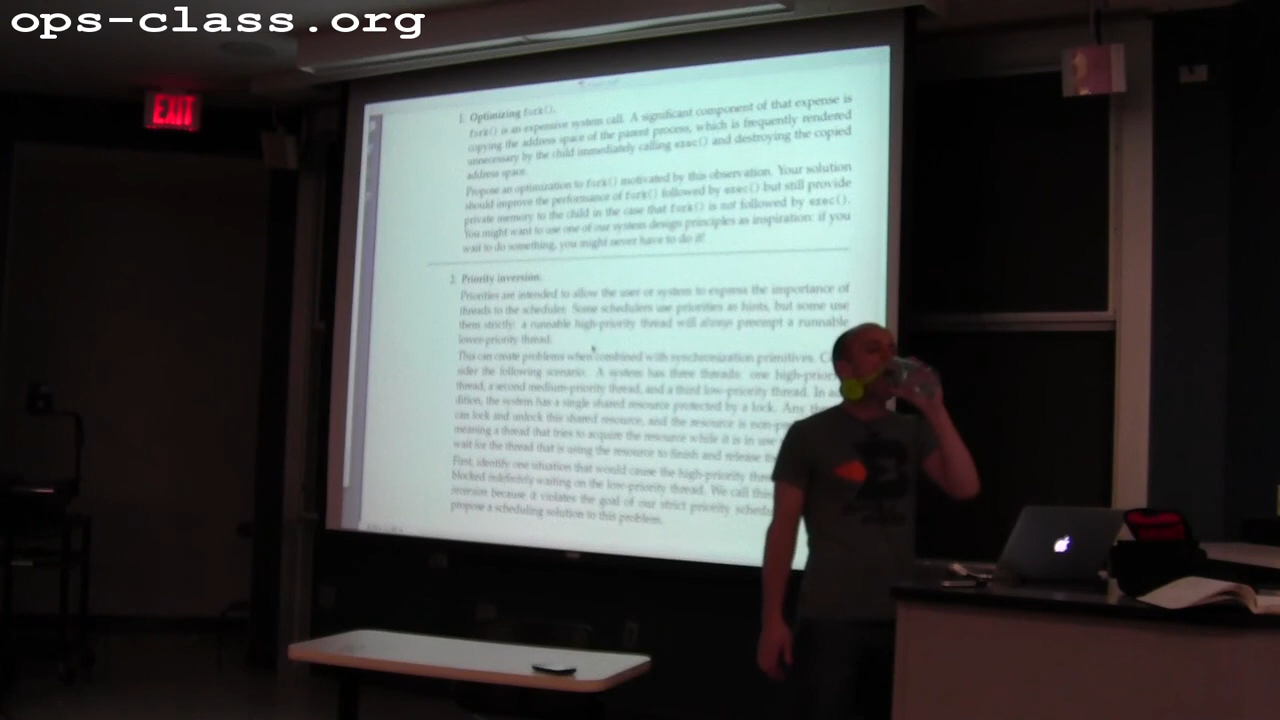 ops-class.org
EXIT
1. Optimizing fork().
fork() is an expensive system call. A significant component of that expense is
copying the address space of the parent process, which is frequently rendered
unnecessary by the child immediately calling exec() and destroying the copied
address space.
Propose an optimization to fork() motivated by this observation. Your solution
should improve the performance of fork() followed by exec() but still provide
private memory to the child in the case that fork() is not followed by exec().
You might want to use one of our system design principles as inspiration: if you
wait to do something, you might never have to do it!
2. Priority inversion.
Priorities are intended to allow the user or system to express the importance of
threads to the scheduler. Some schedulers use priorities as hints, but some use
them strictly: a runnable high-priority thread will always preempt a runnable
lower-priority thread.
This can create problems when combined with synchronization primitives.
sider the following scenario. A system has three threads: one high-prior
thread, a second medium-priority thread, and a third low-priority thread. In
dition, the system has a single shared resource protected by a lock. Any
can lock and unlock this shared resource, and the resource is non-p
meaning a thread that tries to acquire the resource while it is in use
wait for the thread that is using the resource to finish and release
First, identify one situation that would cause the high-priority
blocked indefinitely waiting on the low-priority thread. We call this
inversion because it violates the goal of our strict priority
propose a scheduling solution to this problem.